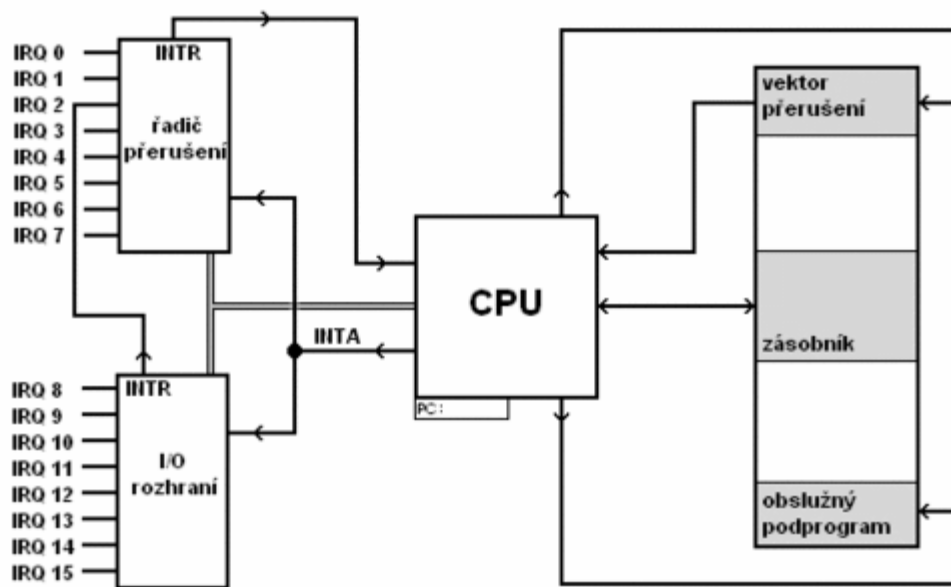 IRQ 0
IRQ 1
IRQ 2
IRQ 3
IRQ 4
IRQ 5
IRQ 6
IRQ 7
INTR
řadič
přerušení
IRQ 8
IRQ 9
IRQ 10
IRQ 11
IRQ 12
IRQ 13
IRQ 14
IRQ 15
INTR
I/O
rozhraní
INTA
CPU
PC:
vektor
přerušení
zásobník
obslužný
podprogram